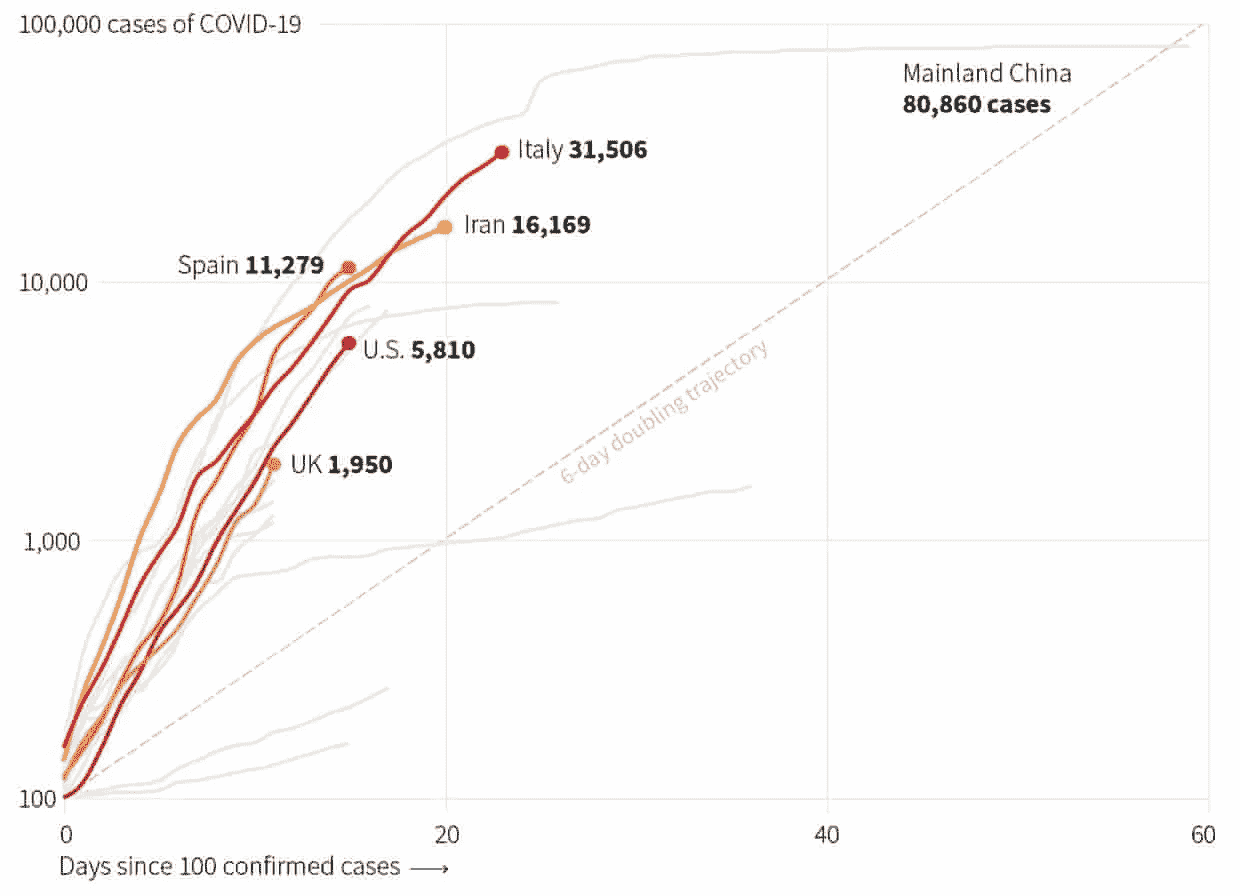 100,000 cases of COVID-19
Mainland China
80,860 cases
Italy 31,506
Iran 16,169
Spain 11,279
10,000
U.S. 5,810
6-day doubling trajectory
UK 1,950
1,000
100
0
20
40
60
Days since 100 confirmed cases ⟶